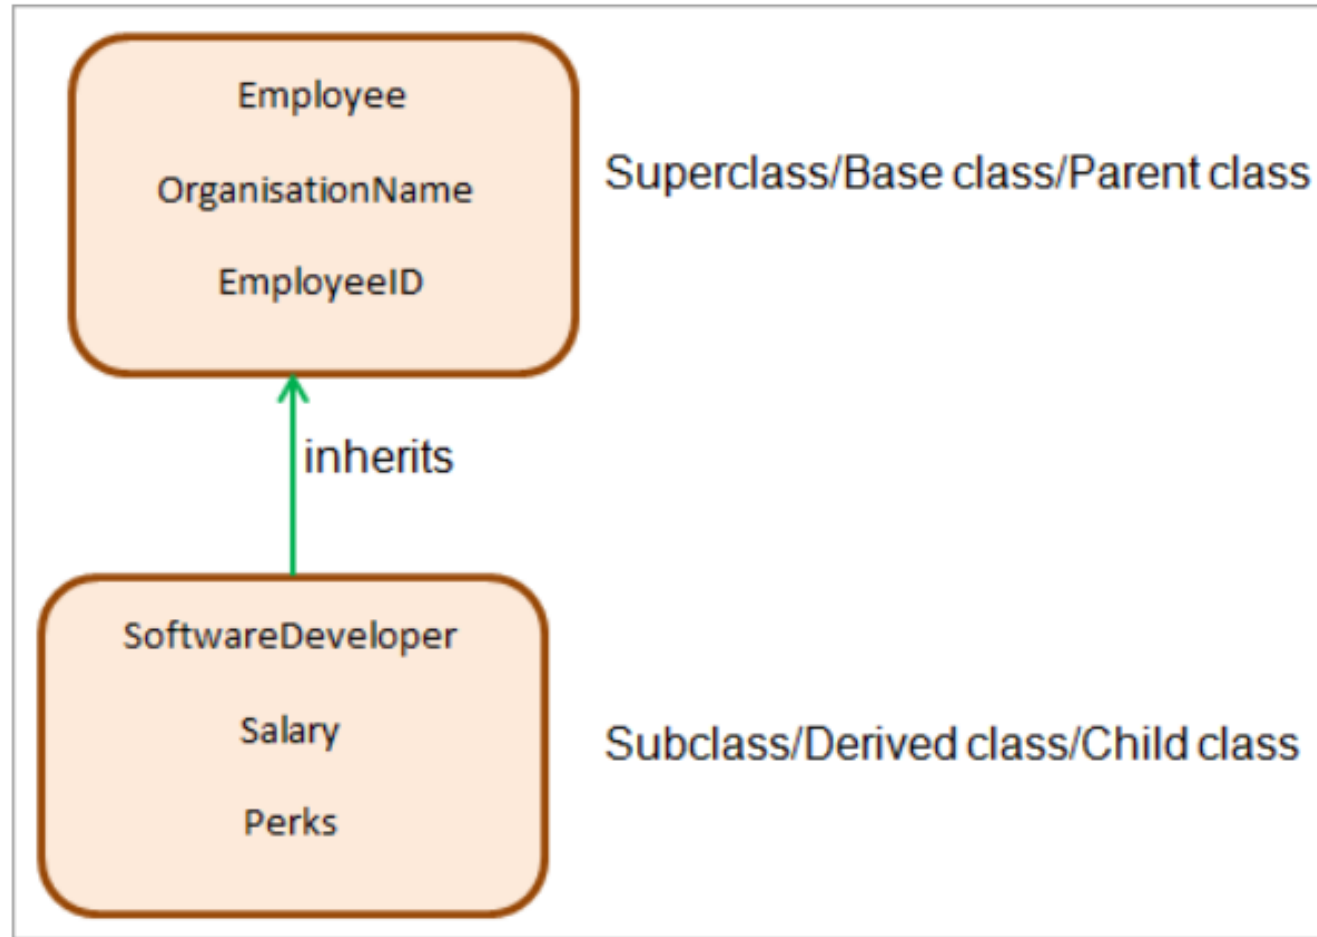 Employee
OrganisationName
EmployeeID
Superclass/Base class/Parent class
inherits
SoftwareDeveloper
Salary
Perks
Subclass/Derived class/Child class